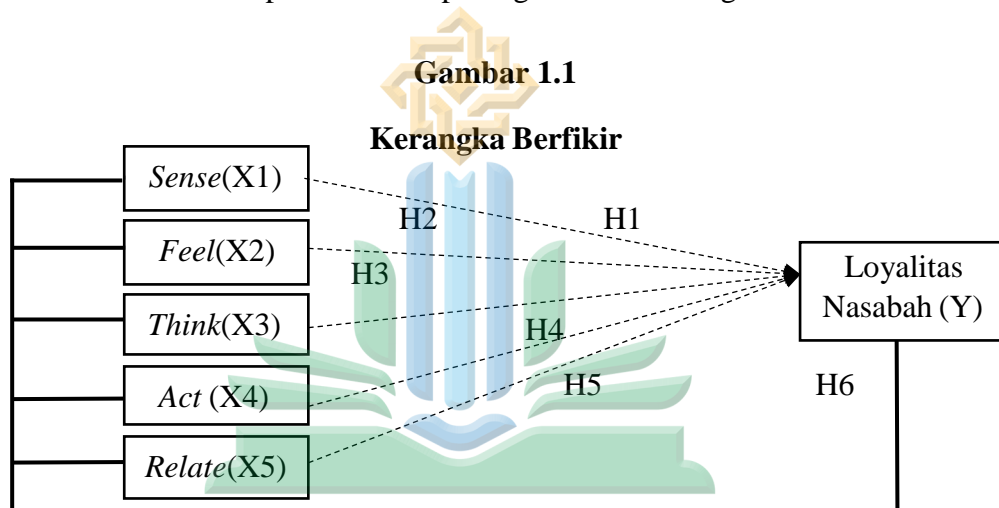 Gambar 1.1
Kerangka Berfikir
Sense(X1)
H2
H1
Feel(X2)
H3
Loyalitas
Nasabah (Y)
Think(X3)
H4
Act (X4)
H5
H6
Relate(X5)